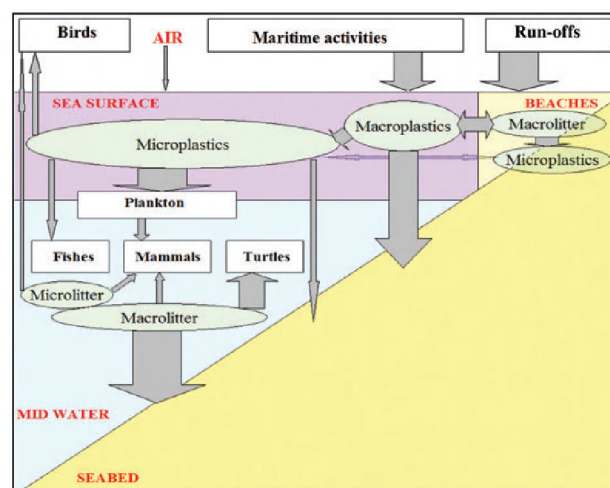 Birds
AIR
Maritime activities
Run-offs
SEA SURFACE
BEACHES
Macroplastics
Macrolitter
Microplastics
Microplastics
Plankton
Fishes
Mammals
Turtles
Microlitter
Macrolitter
MID WATER
SEABED